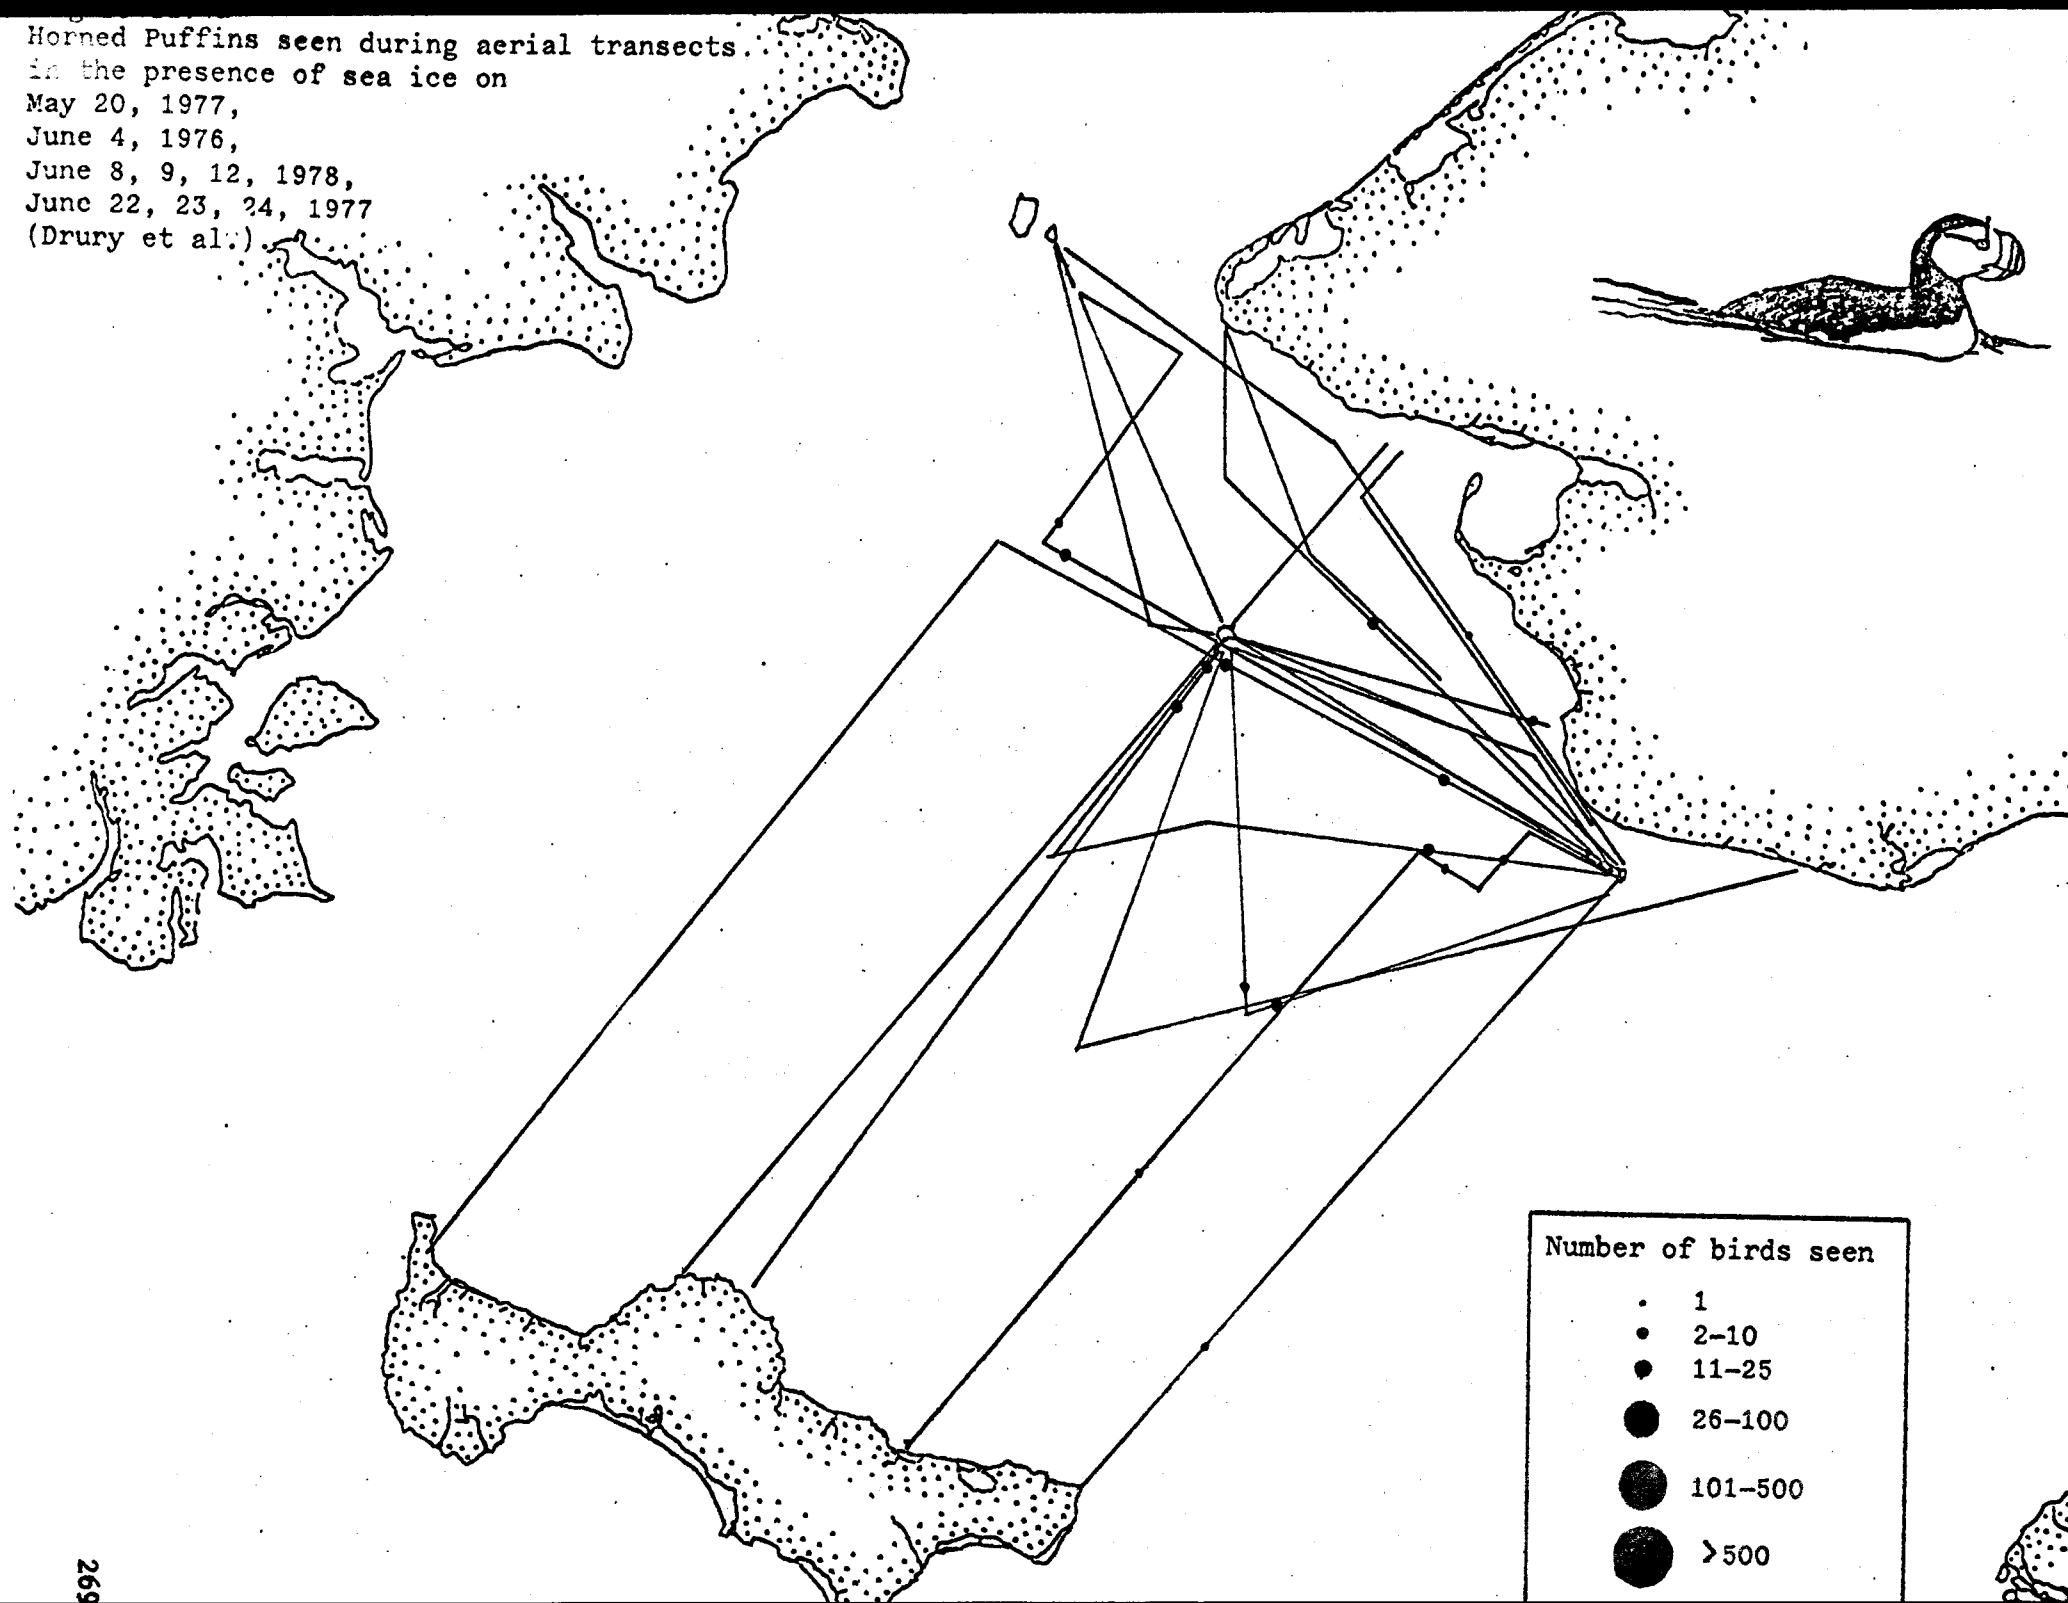 Horned Puffins seen during aerial transects.
in the presence of sea ice on
May 20, 1977,
June 4, 1976,
June 8, 9, 12, 1978,
June 22, 23, 24, 1977
(Drury et al.).
Number of birds seen
1
2-10
11-25
26-100
101-500
>500
269